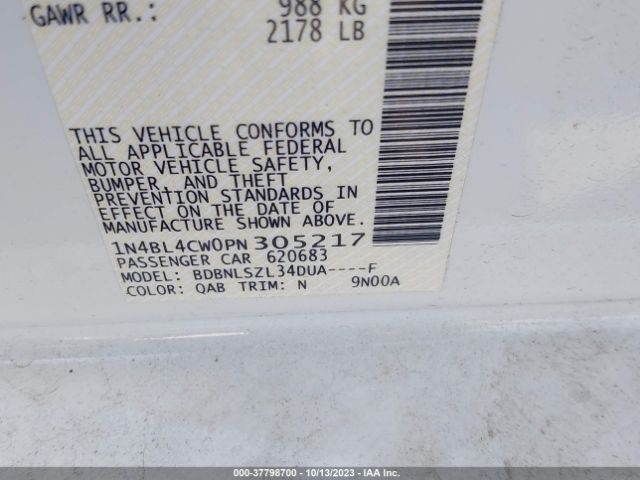 GAWR RR.: 988 KG
2178 LB
THIS VEHICLE CONFORMS TO
ALL APPLICABLE FEDERAL
MOTOR VEHICLE SAFETY,
BUMPER, AND THEFT
PREVENTION STANDARDS IN
EFFECT ON THE DATE OF
MANUFACTURE SHOWN ABOVE.
1N4BL4CW0PN305217
PASSENGER CAR 620683
MODEL: BDBNLSZL34DUA----F
COLOR: QAB TRIM: N 9N00A
000-37798700 - 10/13/2023 - IAA Inc.